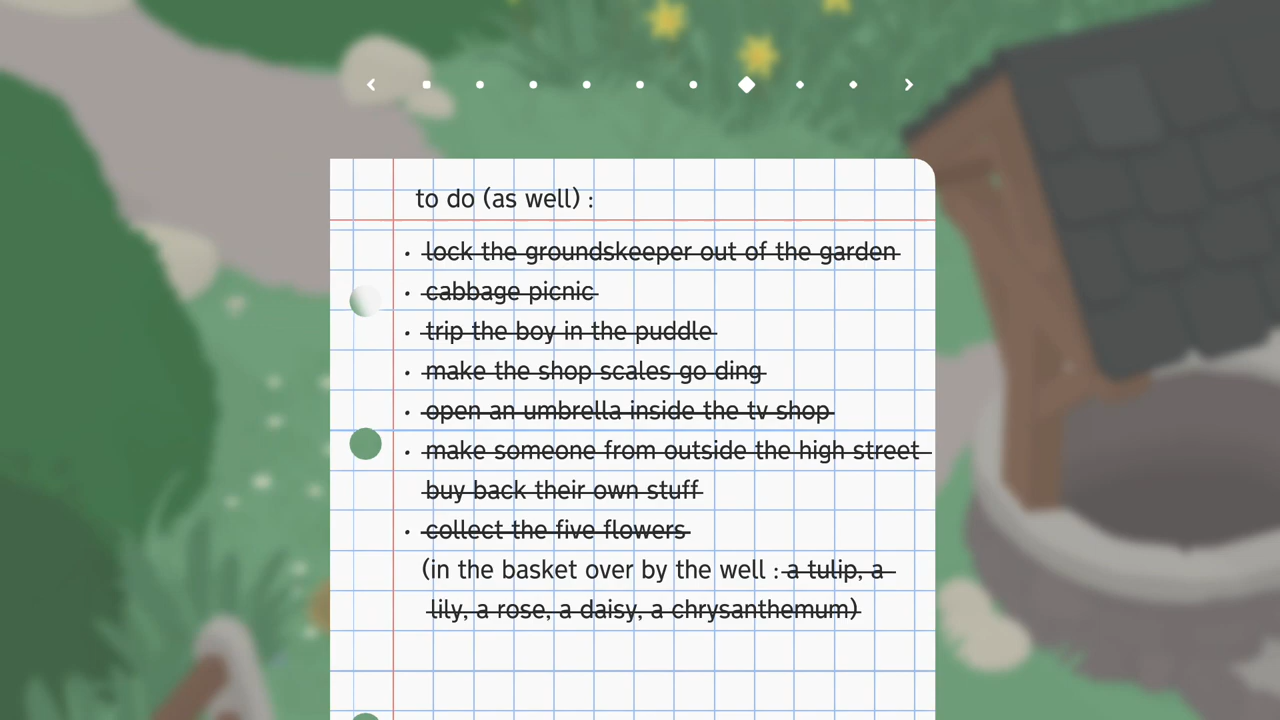 to do (as well) :
• lock the groundskeeper out of the garden
• cabbage picnic
• trip the boy in the puddle
• make the shop scales go ding
• open an umbrella inside the tv shop
• make someone from outside the high street
buy back their own stuff
• collect the five flowers
(in the basket over by the well : a tulip, a
lily, a rose, a daisy, a chrysanthemum)